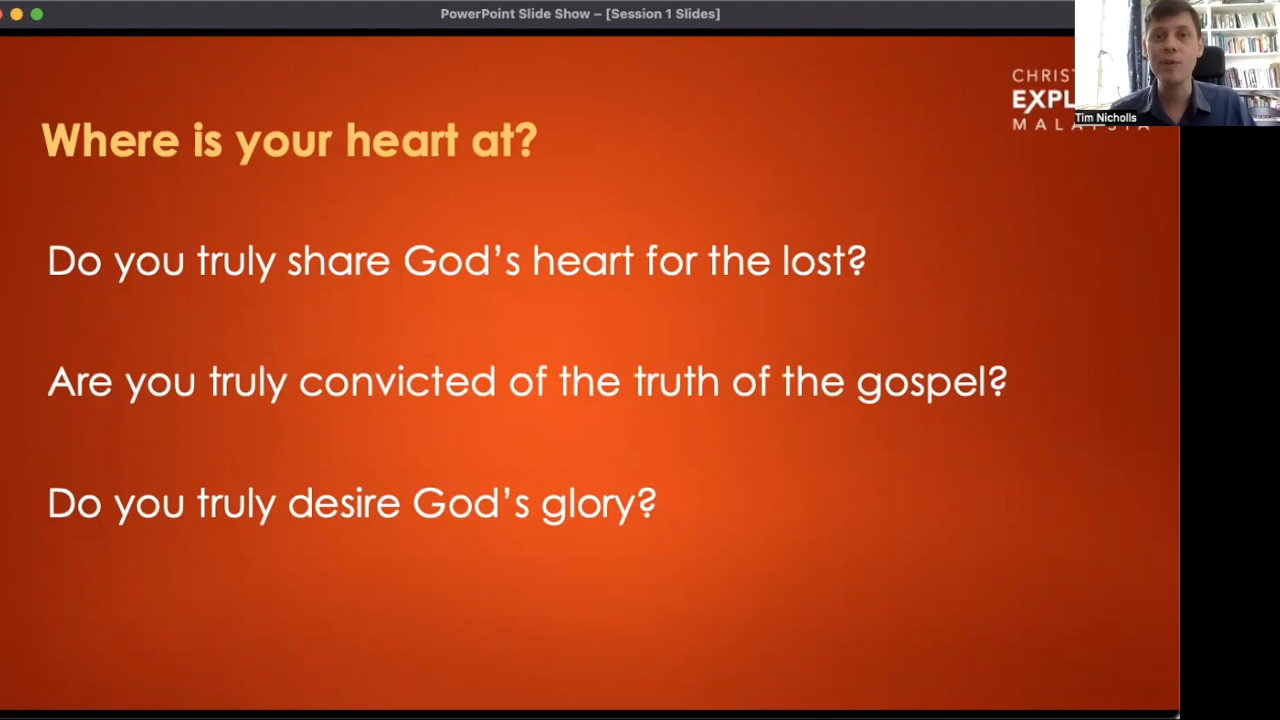 PowerPoint Slide Show – [Session 1 Slides]
Tim Nicholls
Where is your heart at?
Do you truly share God's heart for the lost?
Are you truly convicted of the truth of the gospel?
Do you truly desire God's glory?